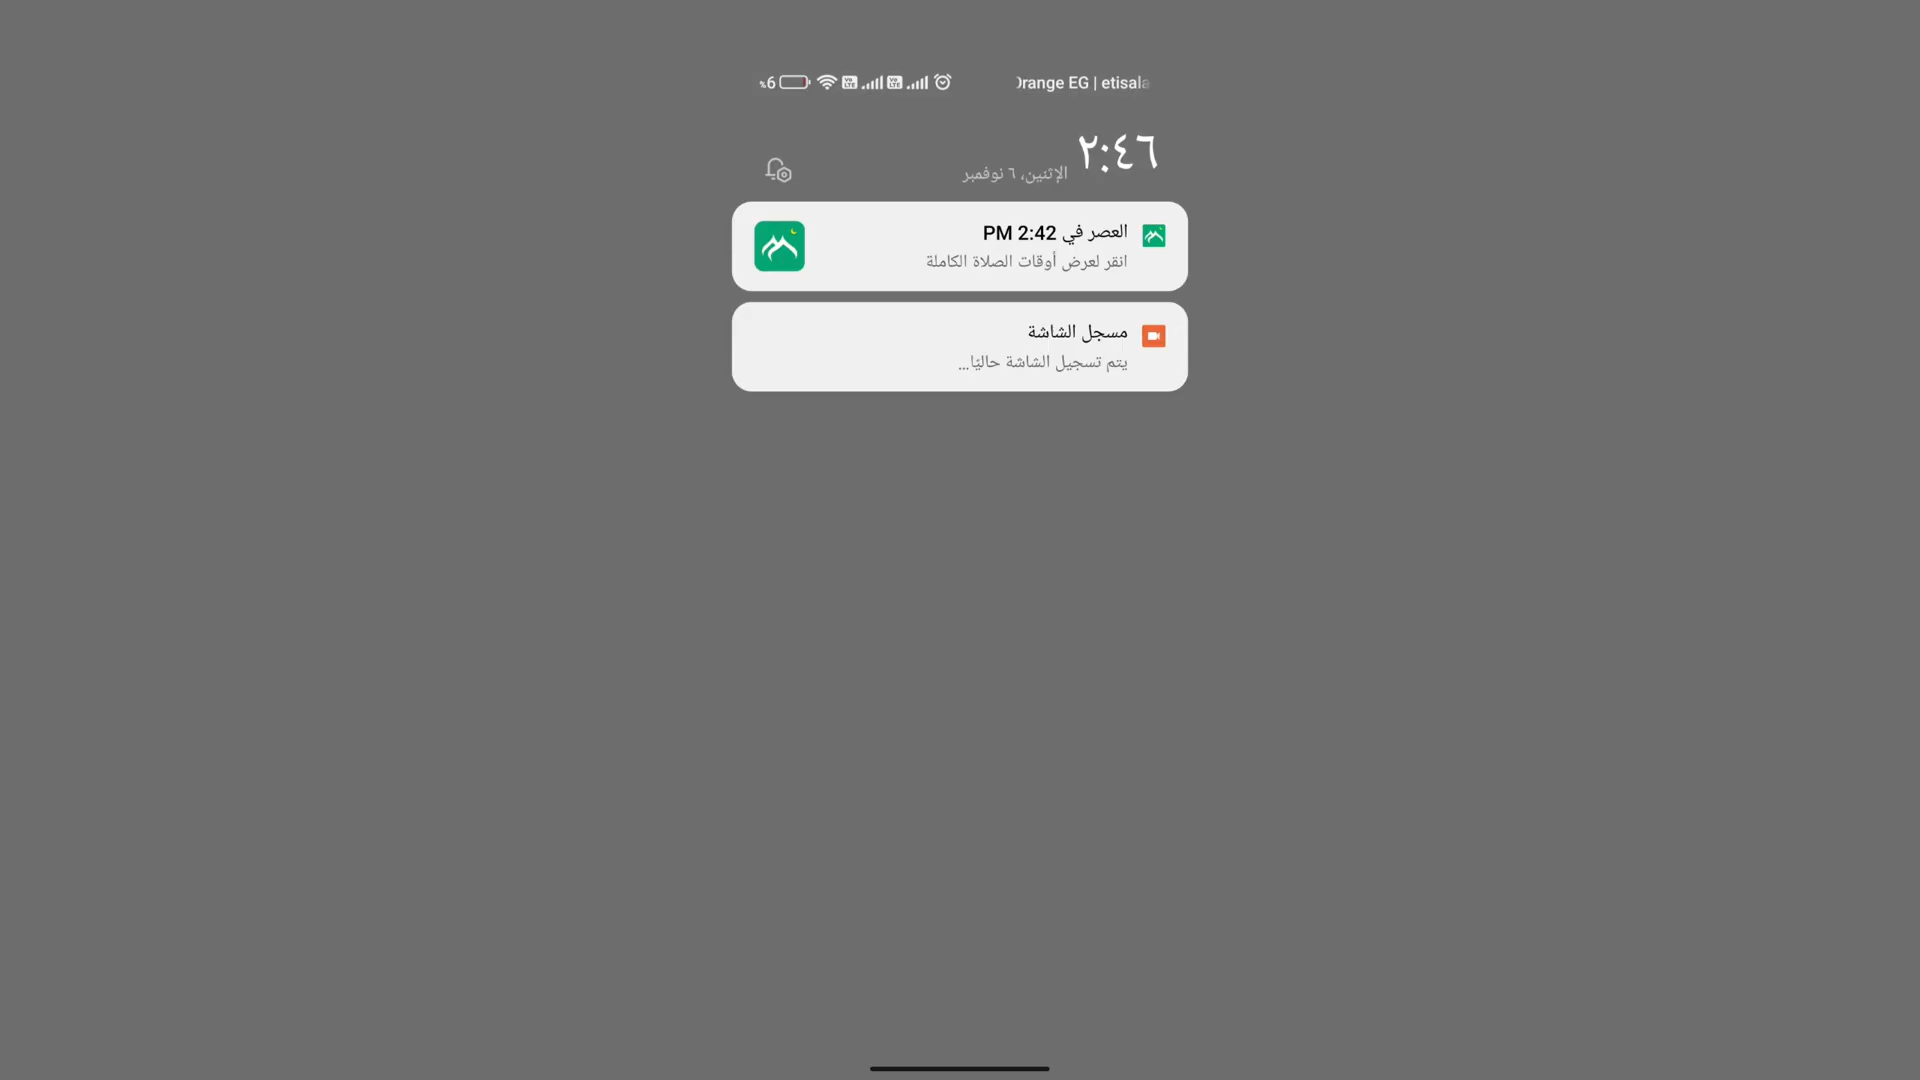 Orange EG | etisala
%6
٢:٤٦
الإثنين، ٦ نوفمبر
العصر في 2:42 PM
انقر لعرض أوقات الصلاة الكاملة
مسجل الشاشة
يتم تسجيل الشاشة حاليًا...